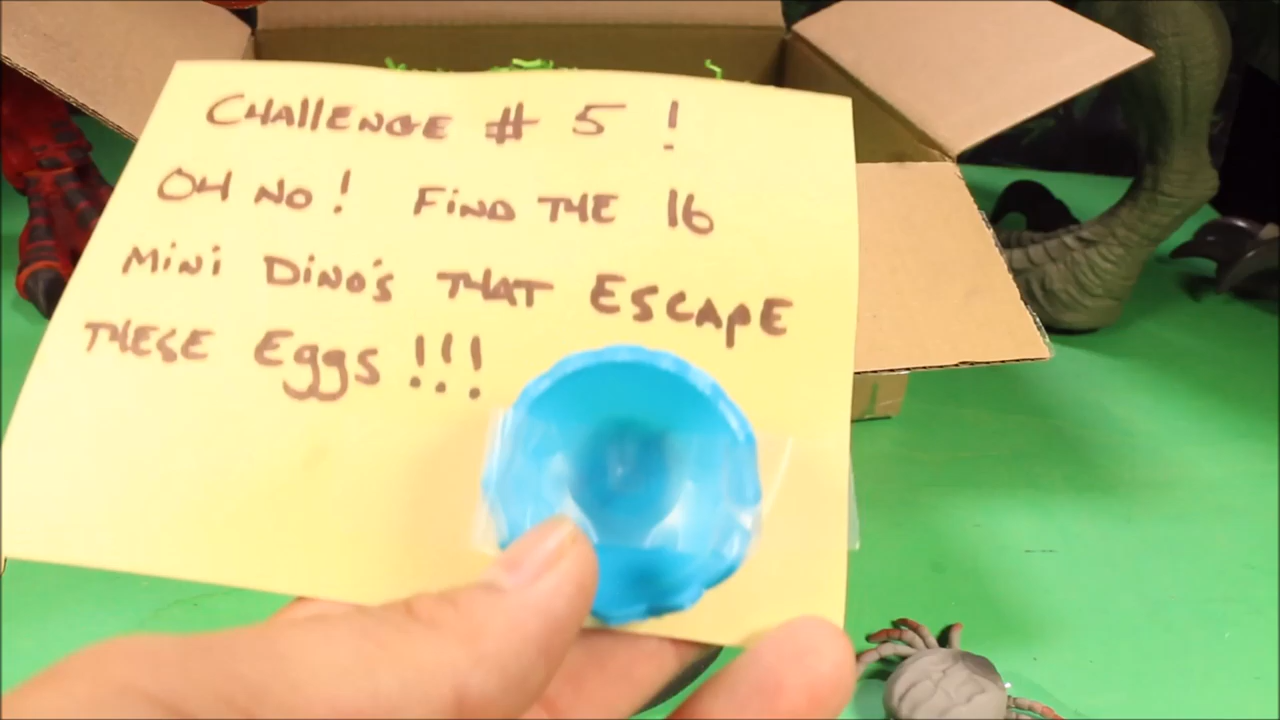 CHAllENGE # 5 !
OH NO! FiND THE 16
MiNi DiNO'S THAT ESCAPE
THESE Eggs !!!